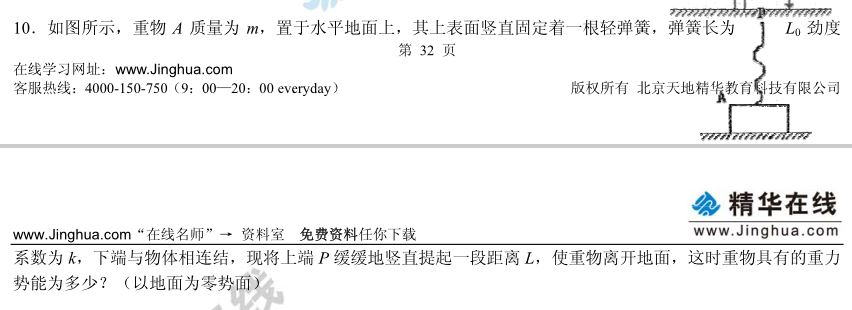 10．如图所示，重物 A 质量为 m，置于水平地面上，其上表面竖直固定着一根轻弹簧，弹簧长为 L₀ 劲度
P
第 32 页
在线学习网址：www.Jinghua.com
客服热线：4000-150-750（9：00—20：00 everyday）
版权所有 北京天地精华教育科技有限公司
A
精华在线
www.Jinghua.com
www.Jinghua.com“在线名师”→ 资料室 免费资料任你下载
系数为 k，下端与物体相连结，现将上端 P 缓缓地竖直提起一段距离 L，使重物离开地面，这时重物具有的重力
势能为多少？（以地面为零势面）